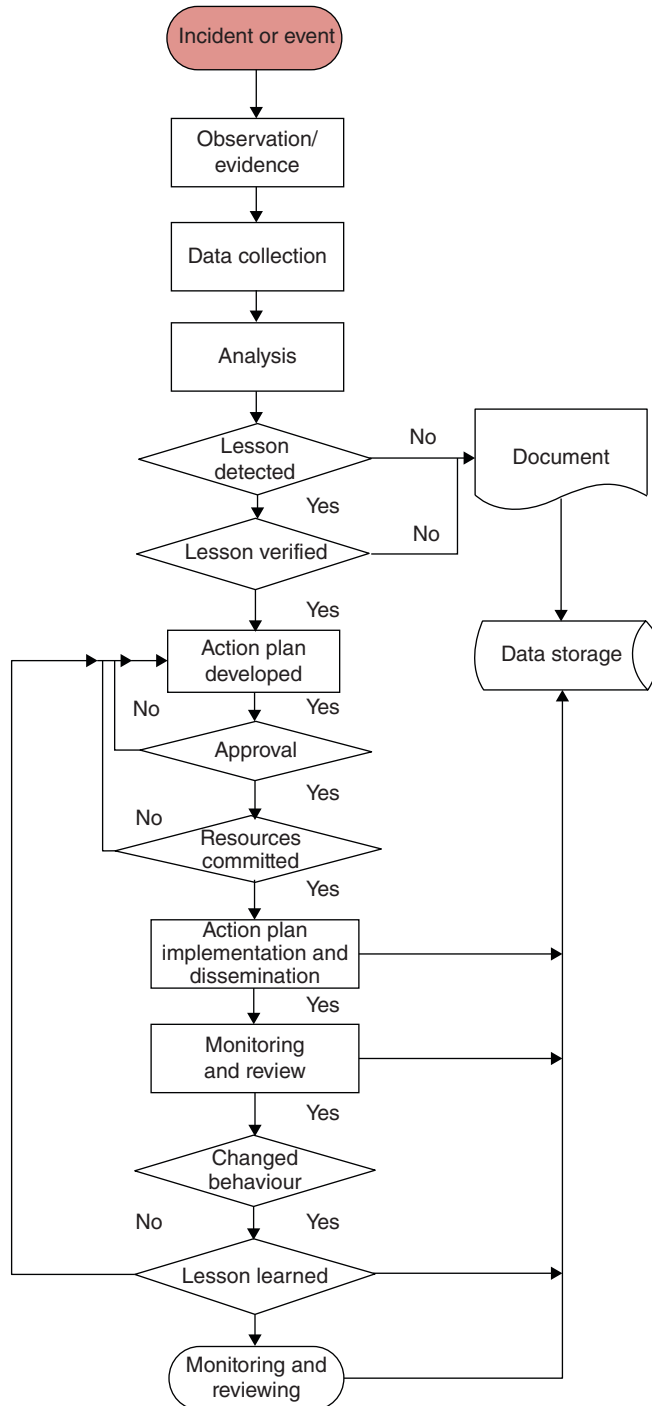 Incident or event
Observation/
evidence
Data collection
Analysis
Lesson
detected
No
Document
Yes
Lesson verified
No
Yes
Data storage
Action plan
developed
No
Yes
Approval
Yes
No
Resources
committed
Yes
Action plan
implementation and
dissemination
Yes
Monitoring
and review
Yes
Changed
behaviour
No
Yes
Lesson learned
Monitoring and
reviewing